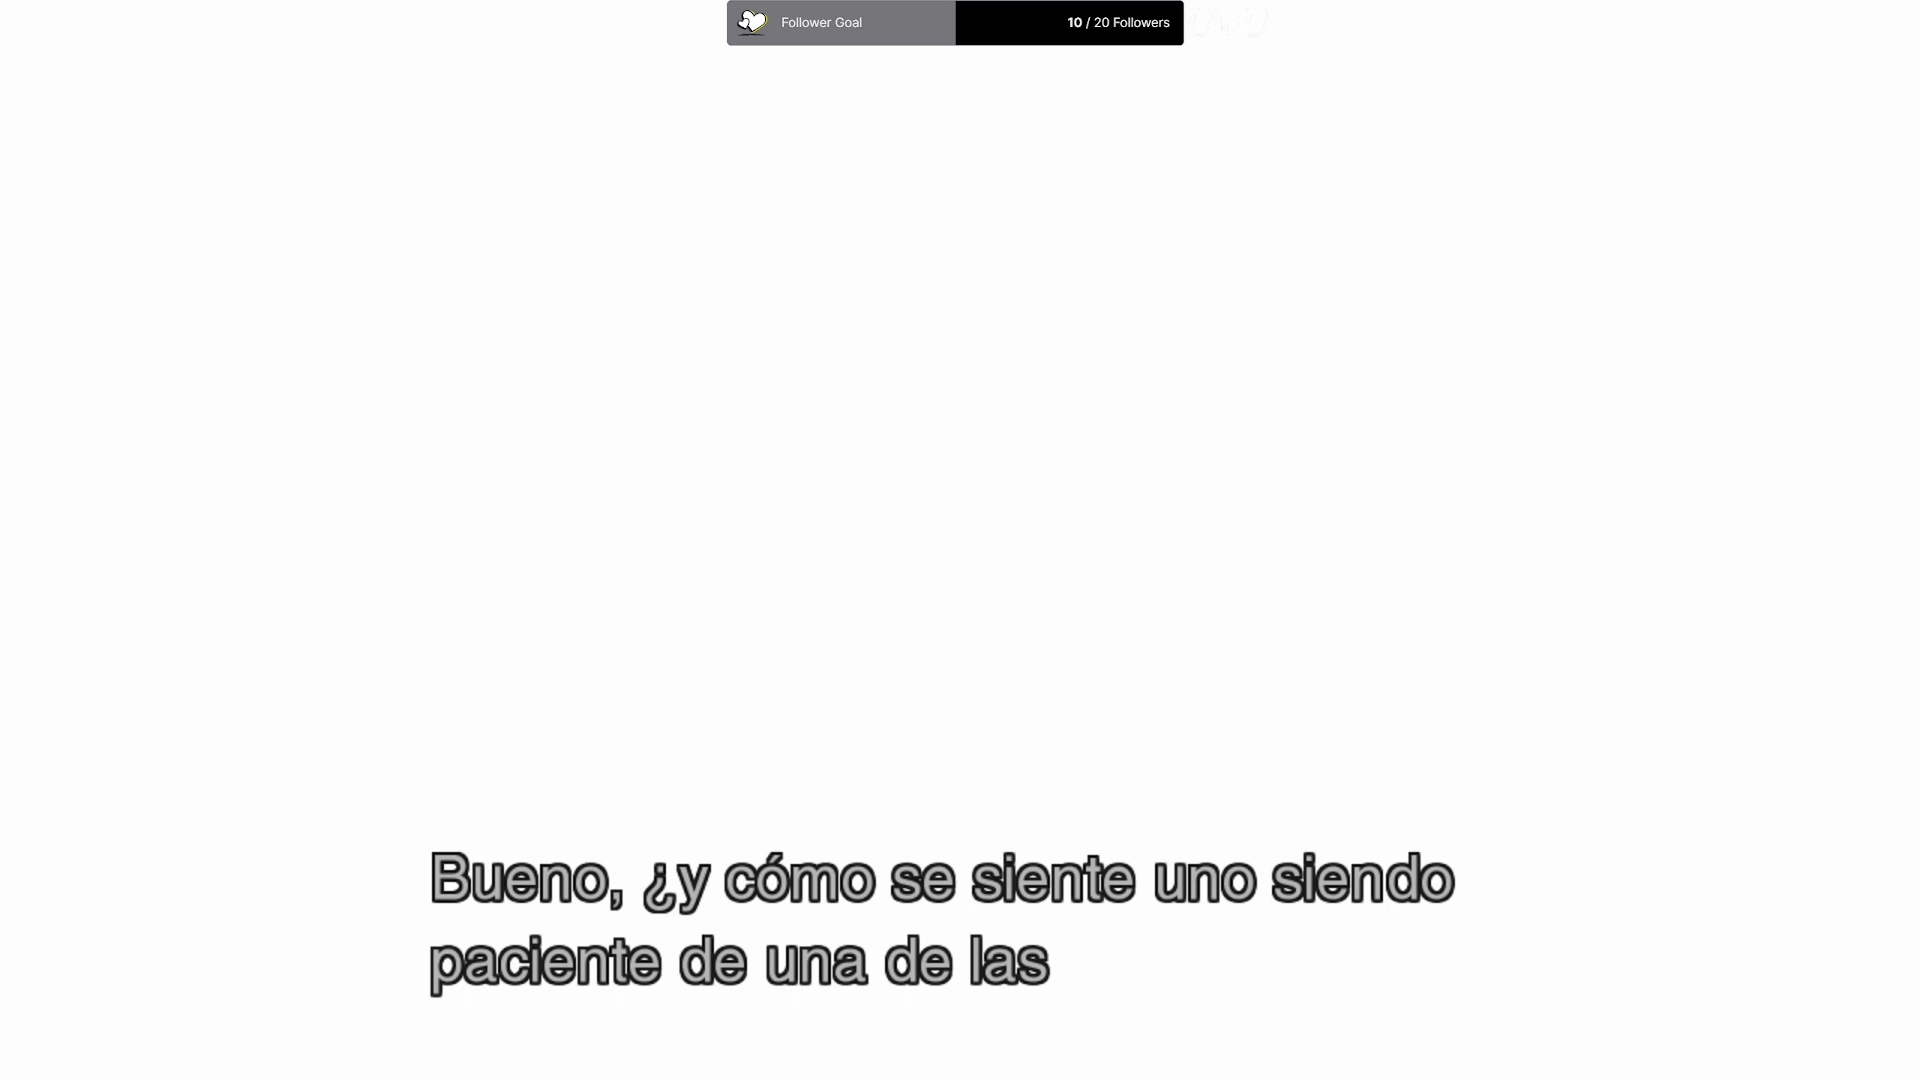 Follower Goal
10 / 20 Followers
Bueno, ¿y cómo se siente uno siendo
paciente de una de las